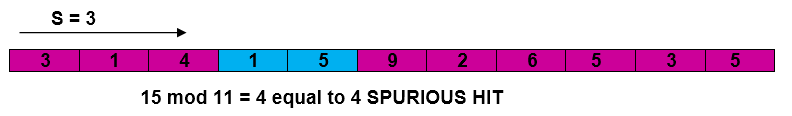 S = 3
3 1 4 1 5 9 2 6 5 3 5
15 mod 11 = 4 equal to 4 SPURIOUS HIT